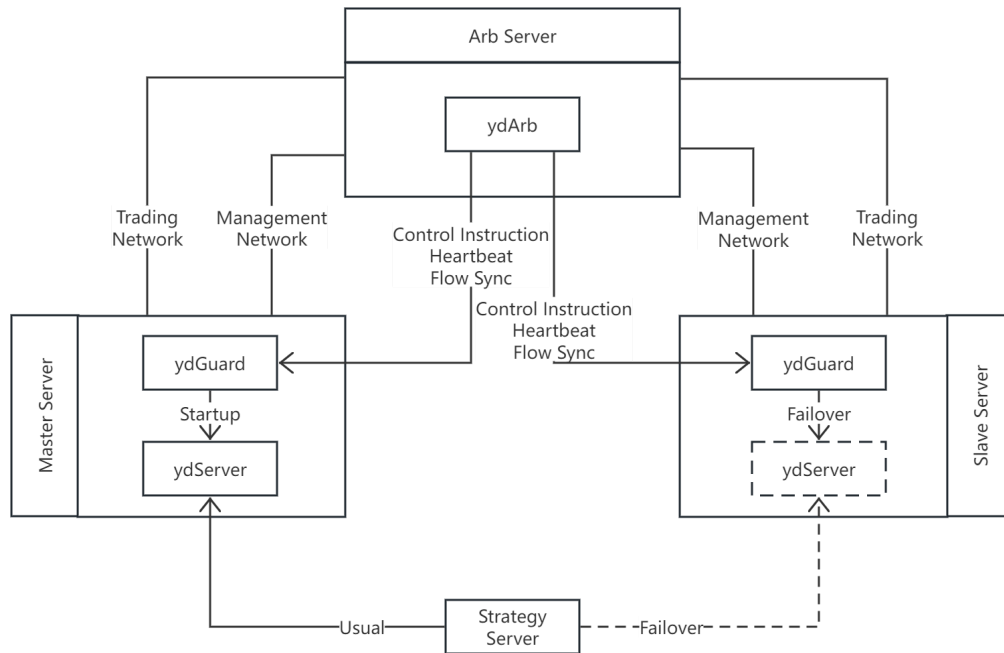 Arb Server
ydArb
Trading
Network
Management
Network
Control Instruction
Heartbeat
Flow Sync
Control Instruction
Heartbeat
Flow Sync
Management
Network
Trading
Network
Master Server
ydGuard
Startup
ydServer
ydGuard
Failover
ydServer
Slave Server
Usual
Strategy
Server
Failover